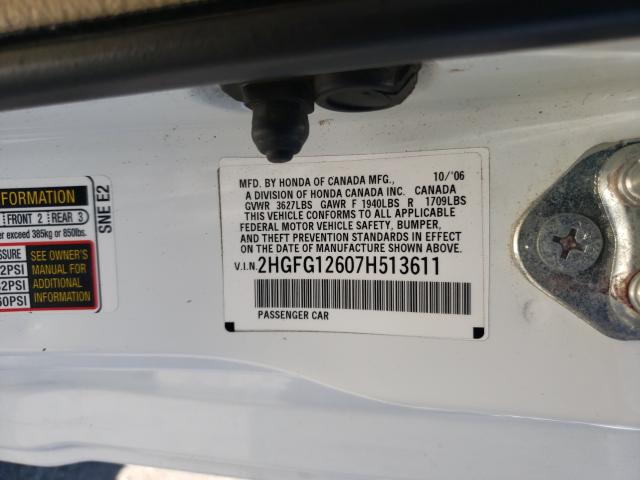 NFORMATION
FRONT 2 REAR 3
er exceed 385kg or 850lbs.
SSURE
2PSI
2PSI
60PSI
SEE OWNER'S
MANUAL FOR
ADDITIONAL
INFORMATION
SNE E2
MFD. BY HONDA OF CANADA MFG., 10/'06
A DIVISION OF HONDA CANADA INC. CANADA
GVWR 3627LBS GAWR F 1940LBS R 1709LBS
THIS VEHICLE CONFORMS TO ALL APPLICABLE
FEDERAL MOTOR VEHICLE SAFETY, BUMPER,
AND THEFT PREVENTION STANDARDS IN EFFECT
ON THE DATE OF MANUFACTURE SHOWN ABOVE.
V.I.N. 2HGFG12607H513611
PASSENGER CAR